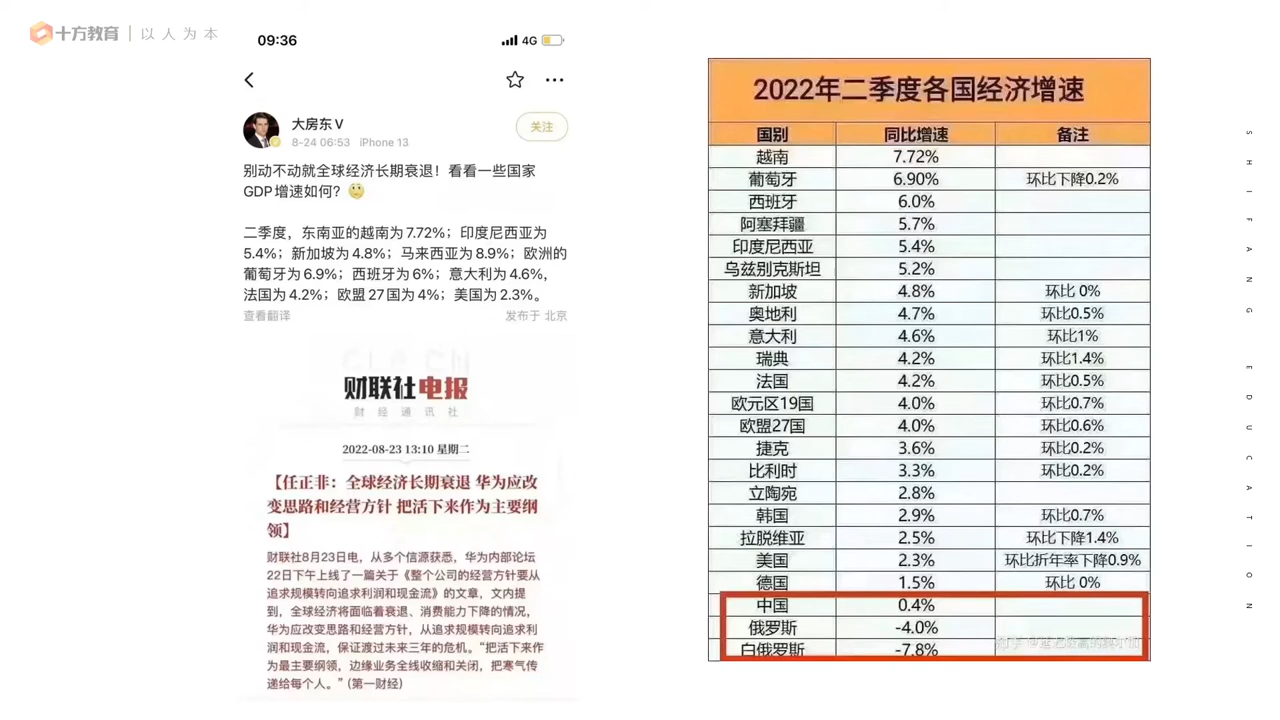 十方教育 | 以人为本
09:36
4G
大房东 V
8-24 06:53 iPhone 13
关注
别动不动就全球经济长期衰退！看看一些国家
GDP增速如何？
二季度，东南亚的越南为7.72%；印度尼西亚为
5.4%；新加坡为4.8%；马来西亚为8.9%；欧洲的
葡萄牙为6.9%；西班牙为6%；意大利为4.6%，
法国为4.2%；欧盟27国为4%；美国为2.3%。
查看翻译 发布于 北京
财联社电报
财经通讯社
2022-08-23 13:10 星期二
【任正非：全球经济长期衰退 华为应改
变思路和经营方针 把活下来作为主要纲
领】
财联社8月23日电，从多个信源获悉，华为内部论坛
22日下午上线了一篇关于《整个公司的经营方针要从
追求规模转向追求利润和现金流》的文章，文内提
到，全球经济将面临着衰退、消费能力下降的情况，
华为应改变思路和经营方针，从追求规模转向追求利
润和现金流，保证渡过未来三年的危机。“把活下来作
为最主要纲领，边缘业务全线收缩和关闭，把寒气传
递给每个人。”（第一财经）
2022年二季度各国经济增速
国别 同比增速 备注
越南 7.72%
葡萄牙 6.90% 环比下降0.2%
西班牙 6.0%
阿塞拜疆 5.7%
印度尼西亚 5.4%
乌兹别克斯坦 5.2%
新加坡 4.8% 环比 0%
奥地利 4.7% 环比0.5%
意大利 4.6% 环比1%
瑞典 4.2% 环比1.4%
法国 4.2% 环比0.5%
欧元区19国 4.0% 环比0.7%
欧盟27国 4.0% 环比0.6%
捷克 3.6% 环比0.2%
比利时 3.3% 环比0.2%
立陶宛 2.8%
韩国 2.9% 环比0.7%
拉脱维亚 2.5% 环比下降1.4%
美国 2.3% 环比折年率下降0.9%
德国 1.5% 环比 0%
中国 0.4%
俄罗斯 -4.0%
白俄罗斯 -7.8%
SHIFANG EDUCATION